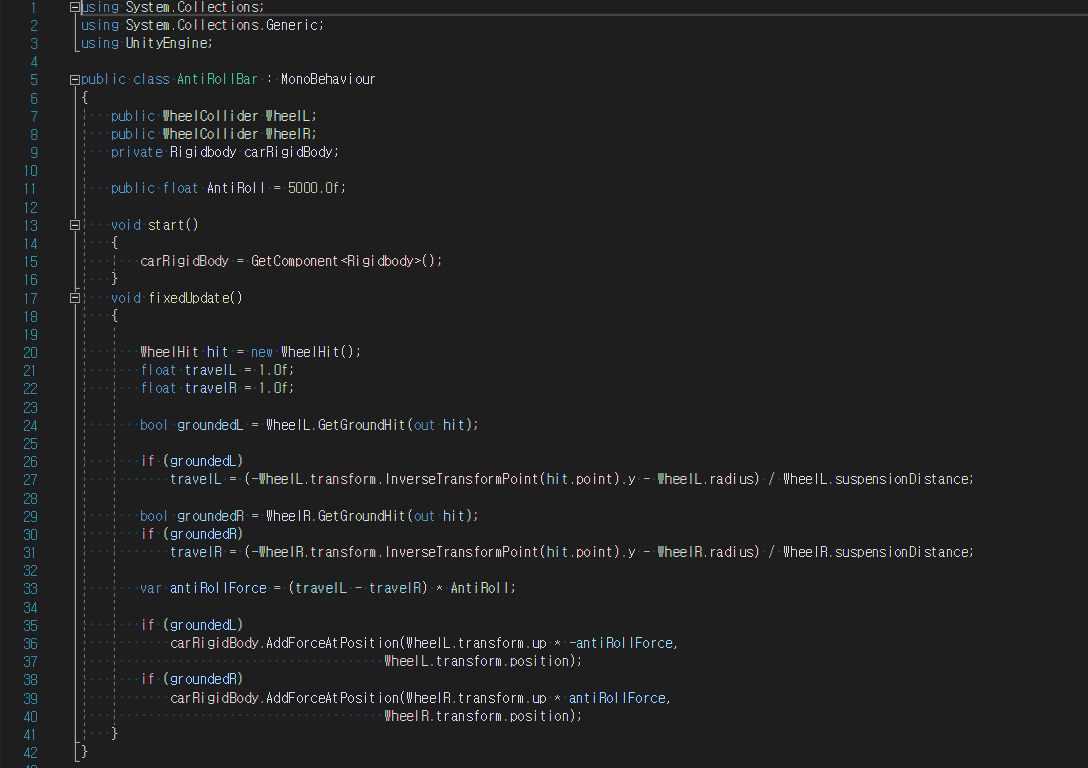 1 using System.Collections;
2 using System.Collections.Generic;
3 using UnityEngine;
4
5 public class AntiRollBar : MonoBehaviour
6 {
7 public WheelCollider WheelL;
8 public WheelCollider WheelR;
9 private Rigidbody carRigidBody;
10
11 public float AntiRoll = 5000.0f;
12
13 void start()
14 {
15 carRigidBody = GetComponent<Rigidbody>();
16 }
17 void fixedUpdate()
18 {
19
20 WheelHit hit = new WheelHit();
21 float travelL = 1.0f;
22 float travelR = 1.0f;
23
24 bool groundedL = WheelL.GetGroundHit(out hit);
25
26 if (groundedL)
27 travelL = (-WheelL.transform.InverseTransformPoint(hit.point).y - WheelL.radius) / WheelL.suspensionDistance;
28
29 bool groundedR = WheelR.GetGroundHit(out hit);
30 if (groundedR)
31 travelR = (-WheelR.transform.InverseTransformPoint(hit.point).y - WheelR.radius) / WheelR.suspensionDistance;
32
33 var antiRollForce = (travelL - travelR) * AntiRoll;
34
35 if (groundedL)
36 carRigidBody.AddForceAtPosition(WheelL.transform.up * -antiRollForce,
37 WheelL.transform.position);
38 if (groundedR)
39 carRigidBody.AddForceAtPosition(WheelR.transform.up * antiRollForce,
40 WheelR.transform.position);
41 }
42 }